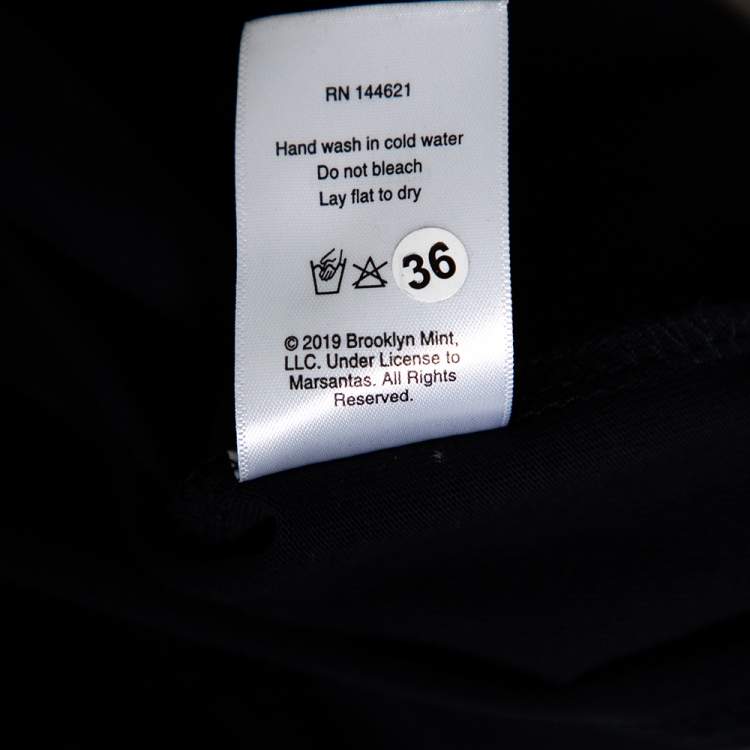 RN 144621
Hand wash in cold water
Do not bleach
Lay flat to dry
36
© 2019 Brooklyn Mint,
LLC. Under License to
Marsantas. All Rights
Reserved.